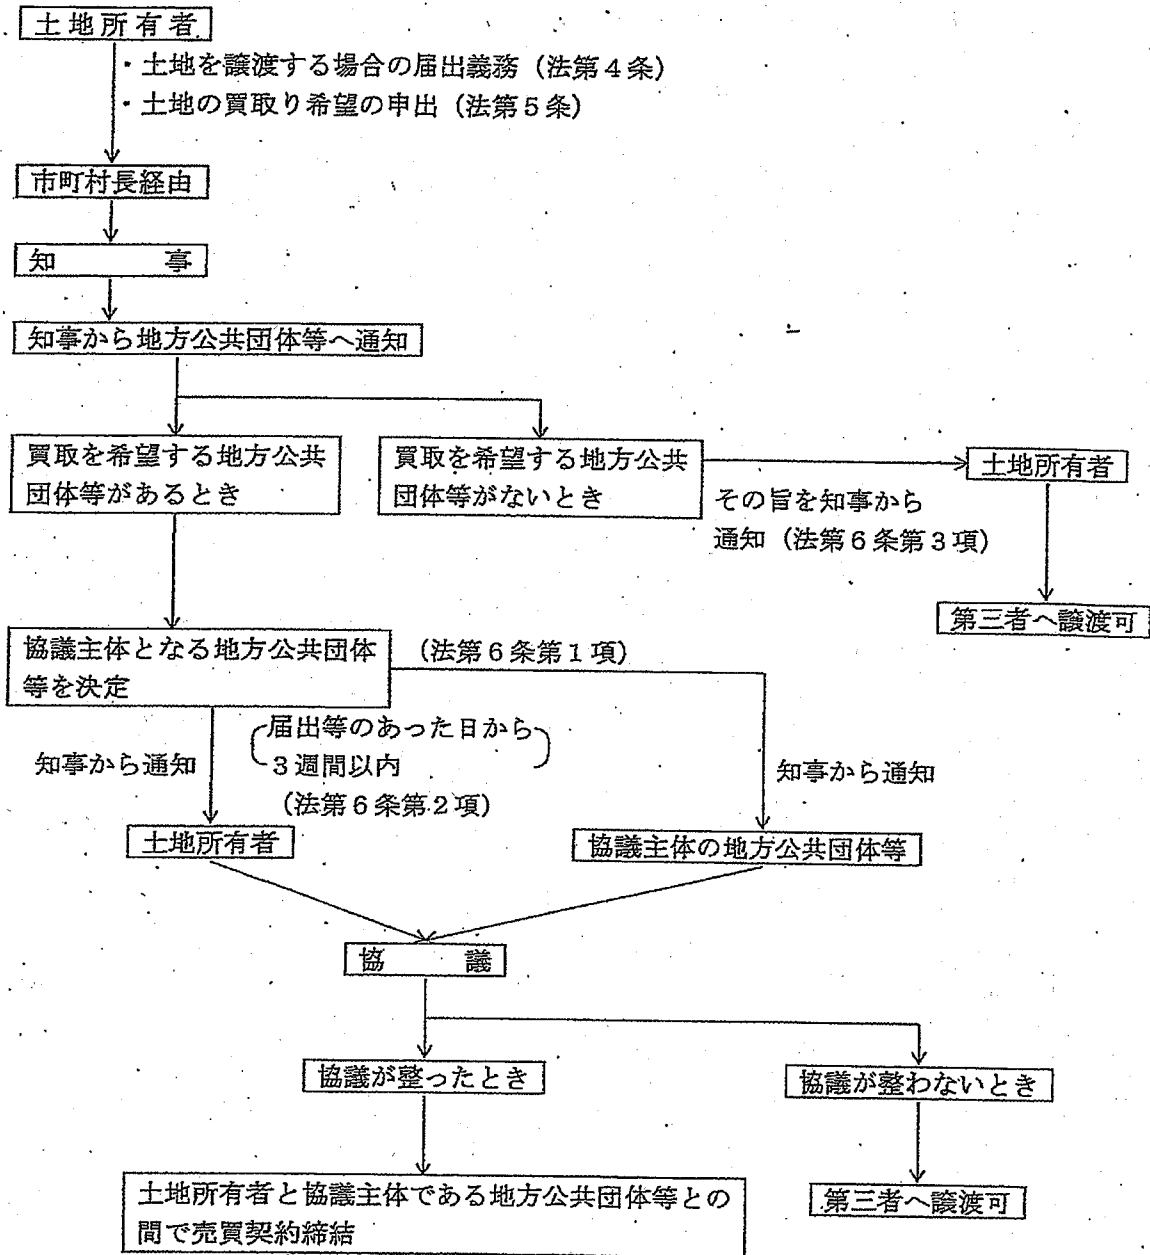 土地所有者
・土地を譲渡する場合の届出義務（法第4条）
・土地の買取り希望の申出（法第5条）
市町村長経由
知事
知事から地方公共団体等へ通知
買取を希望する地方公共
団体等があるとき
買取を希望する地方公共
団体等がないとき
その旨を知事から
通知（法第6条第3項）
土地所有者
第三者へ譲渡可
協議主体となる地方公共団体
等を決定
（法第6条第1項）
知事から通知
届出等のあった日から
3週間以内
（法第6条第2項）
知事から通知
土地所有者
協議主体の地方公共団体等
協議
協議が整ったとき
協議が整わないとき
土地所有者と協議主体である地方公共団体等との
間で売買契約締結
第三者へ譲渡可